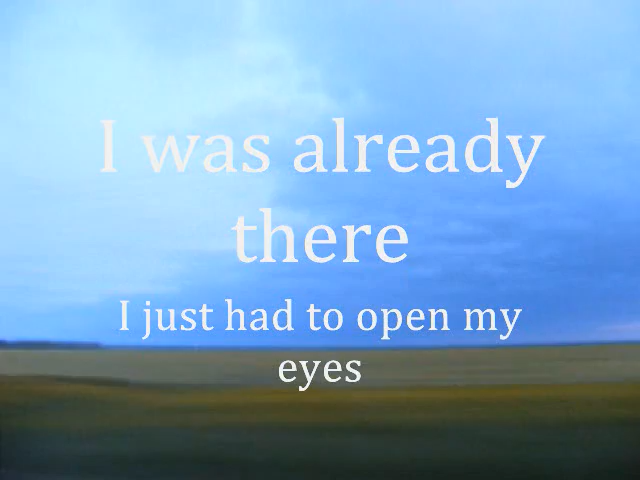 I was already
there
I just had to open my
eyes